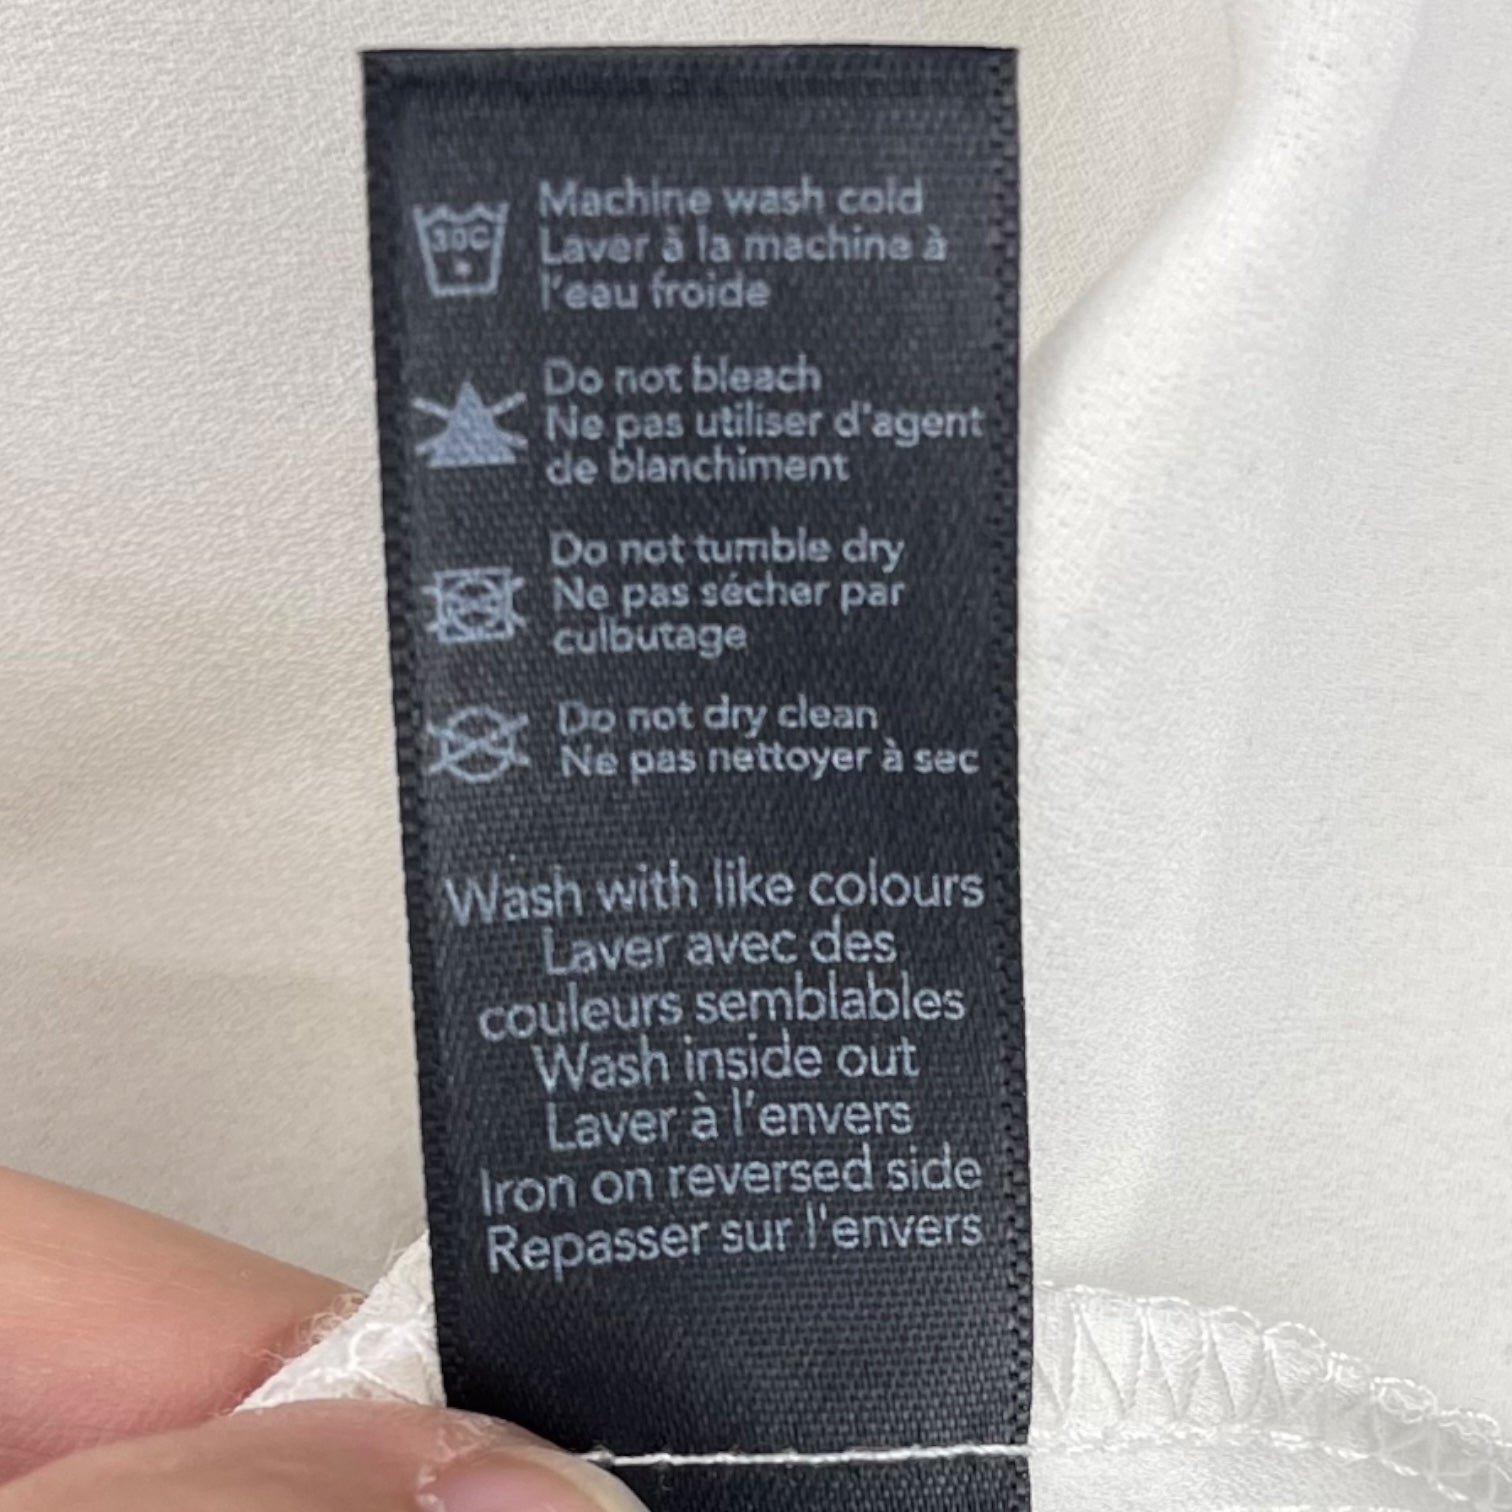 30C
Machine wash cold
Laver à la machine à
l'eau froide
Do not bleach
Ne pas utiliser d'agent
de blanchiment
Do not tumble dry
Ne pas sécher par
culbutage
Do not dry clean
Ne pas nettoyer à sec
Wash with like colours
Laver avec des
couleurs semblables
Wash inside out
Laver à l'envers
Iron on reversed side
Repasser sur l'envers